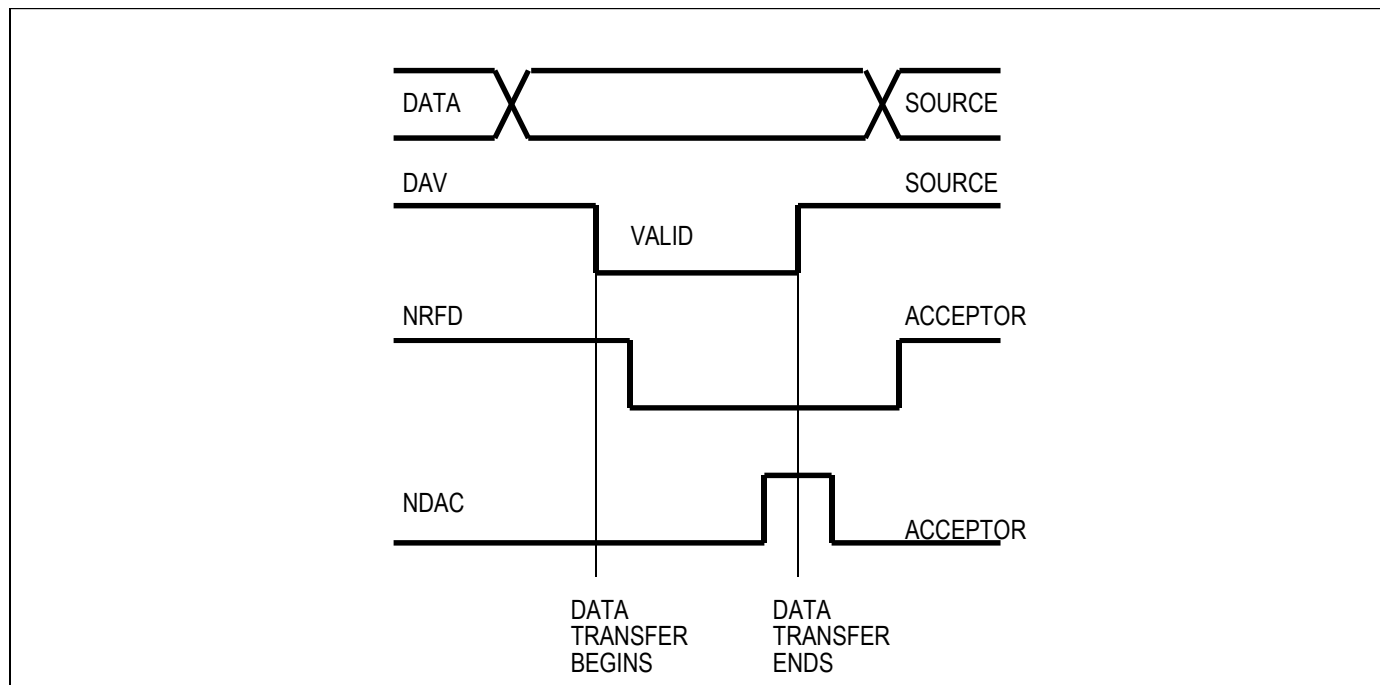 DATA SOURCE
DAV SOURCE
VALID
NRFD ACCEPTOR
NDAC
ACCEPTOR
DATA
TRANSFER
BEGINS
DATA
TRANSFER
ENDS